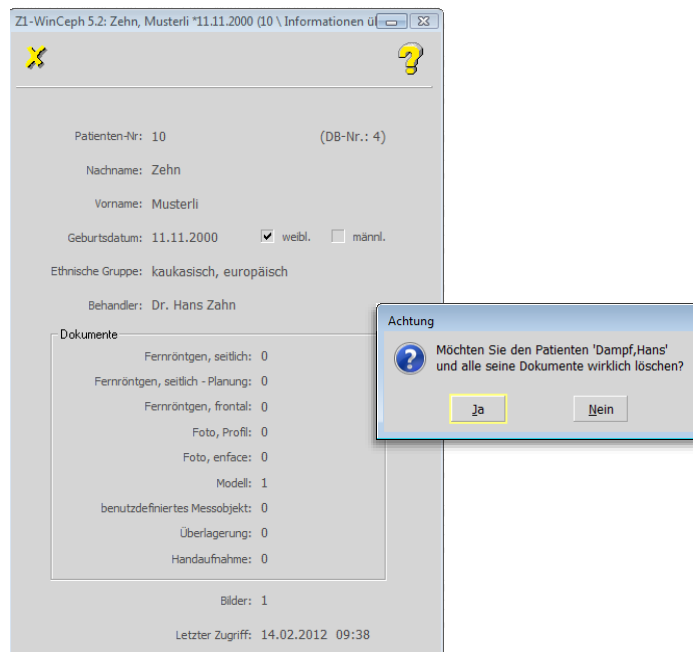 Z1-WinCeph 5.2: Zehn, Musterli *11.11.2000 (10 \ Informationen ül
Patienten-Nr: 10 (DB-Nr.: 4)
Nachname: Zehn
Vorname: Musterli
Geburtsdatum: 11.11.2000 weibl. männl.
Ethnische Gruppe: kaukasisch, europäisch
Behandler: Dr. Hans Zahn
Dokumente
Fernröntgen, seitlich: 0
Fernröntgen, seitlich - Planung: 0
Fernröntgen, frontal: 0
Foto, Profil: 0
Foto, enface: 0
Modell: 1
benutzdefiniertes Messobjekt: 0
Überlagerung: 0
Handaufnahme: 0
Bilder: 1
Letzter Zugriff: 14.02.2012 09:38
Achtung
Möchten Sie den Patienten 'Dampf,Hans'
und alle seine Dokumente wirklich löschen?
Ja Nein